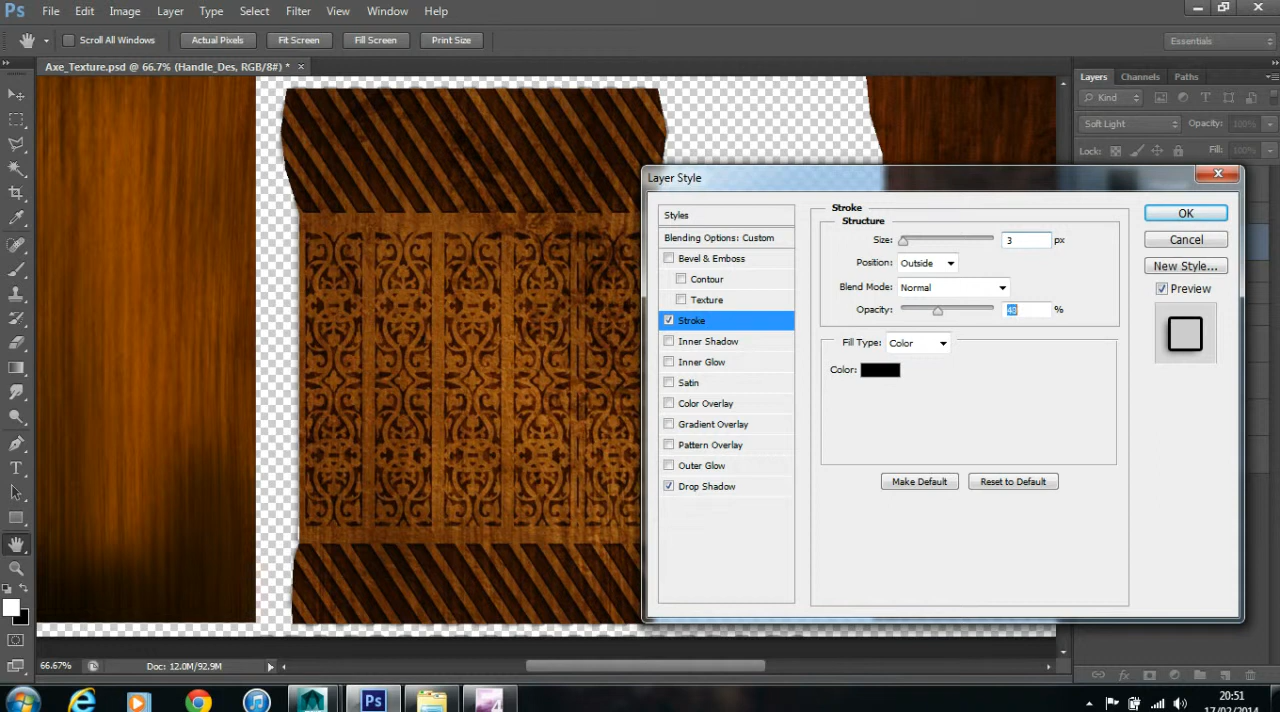 Ps File Edit Image Layer Type Select Filter View Window Help
Scroll All Windows Actual Pixels Fit Screen Fill Screen Print Size Essentials
Axe_Texture.psd @ 66.7% (Handle_Des, RGB/8#) * ×
Layers Channels Paths
Kind
Soft Light Opacity: 100%
Lock: Fill: 100%
Layer Style
Styles
Blending Options: Custom
Bevel & Emboss
Contour
Texture
Stroke
Inner Shadow
Inner Glow
Satin
Color Overlay
Gradient Overlay
Pattern Overlay
Outer Glow
Drop Shadow
Stroke
Structure
Size: 3 px
Position: Outside
Blend Mode: Normal
Opacity: %
Fill Type: Color
Color:
Make Default Reset to Default
OK
Cancel
New Style...
Preview
66.67% Doc: 12.0M/92.9M
Ps
20:51
17/02/2014